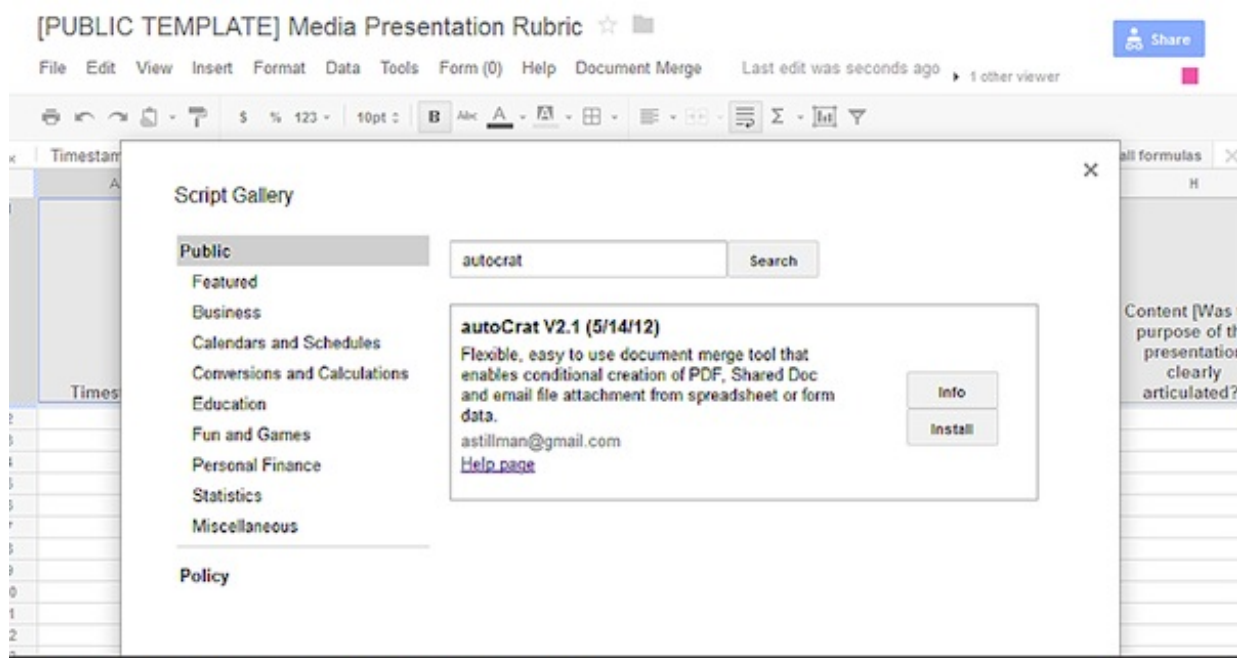 [PUBLIC TEMPLATE] Media Presentation Rubric
Share
File Edit View Insert Format Data Tools Form (0) Help Document Merge Last edit was seconds ago 1 other viewer
$ % 123 10pt B Abc A Σ
Timestam all formulas
A H
Script Gallery
Public
Featured
Business
Calendars and Schedules
Conversions and Calculations
Education
Fun and Games
Personal Finance
Statistics
Miscellaneous
Policy
autocrat Search
autoCrat V2.1 (5/14/12)
Flexible, easy to use document merge tool that
enables conditional creation of PDF, Shared Doc
and email file attachment from spreadsheet or form
data.
astillman@gmail.com
Help page
Info
Install
Times
Content [Was
purpose of th
presentation
clearly
articulated?